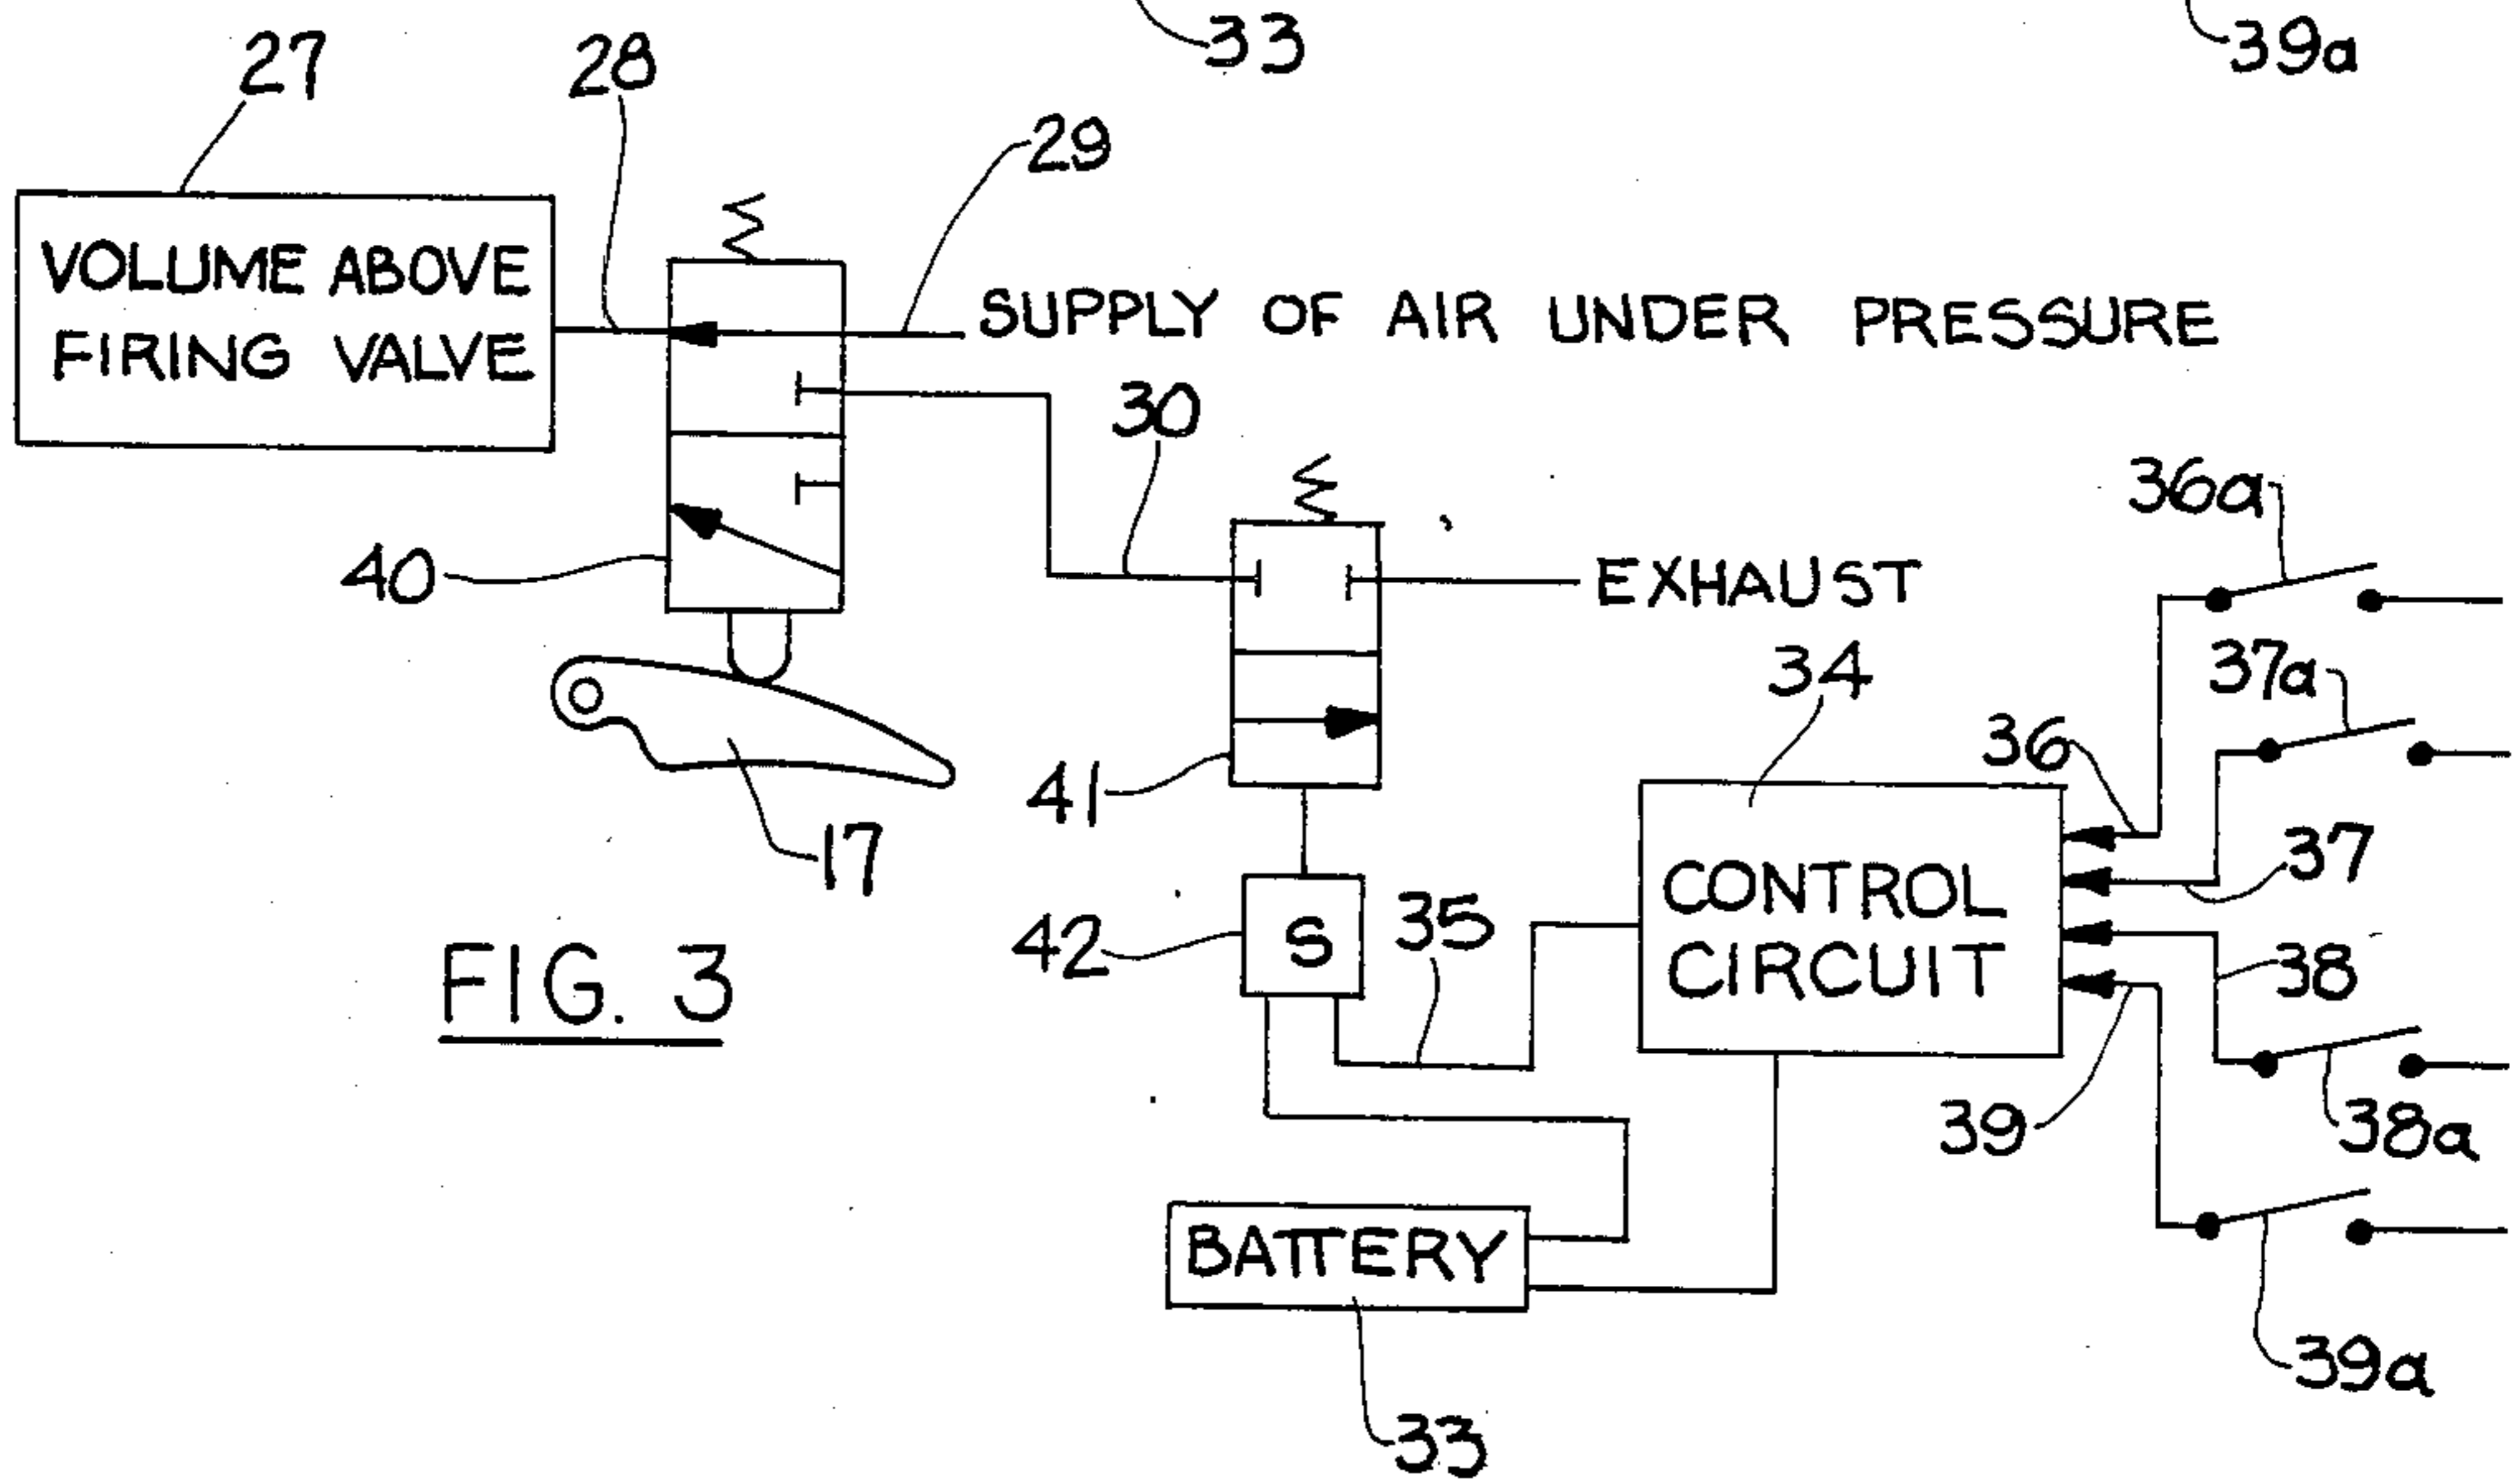 33
39a
27
28
29
VOLUME ABOVE
FIRING VALVE
SUPPLY OF AIR UNDER PRESSURE
30
36a
40
EXHAUST
34
37a
36
41
17
37
CONTROL
CIRCUIT
35
42
S
38
FIG. 3
39
38a
BATTERY
39a
33